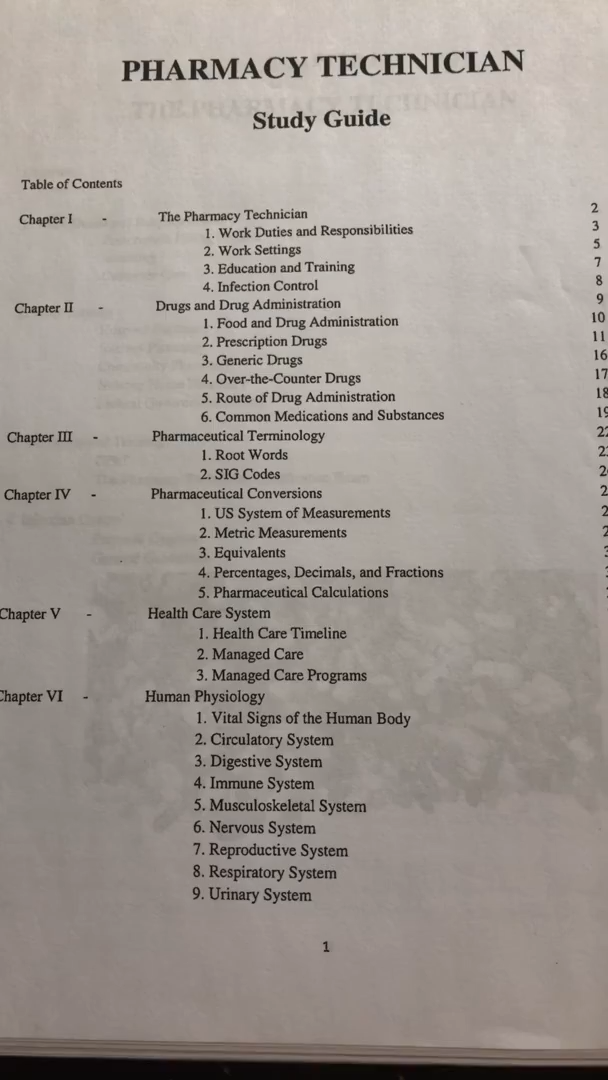 PHARMACY TECHNICIAN
Study Guide
Table of Contents
Chapter I - The Pharmacy Technician 2
1. Work Duties and Responsibilities 3
2. Work Settings 5
3. Education and Training 7
4. Infection Control 8
Chapter II - Drugs and Drug Administration 9
1. Food and Drug Administration 10
2. Prescription Drugs 11
3. Generic Drugs 16
4. Over-the-Counter Drugs 17
5. Route of Drug Administration 18
6. Common Medications and Substances 19
Chapter III - Pharmaceutical Terminology 22
1. Root Words
2. SIG Codes
Chapter IV - Pharmaceutical Conversions
1. US System of Measurements
2. Metric Measurements
3. Equivalents
4. Percentages, Decimals, and Fractions
5. Pharmaceutical Calculations
Chapter V - Health Care System
1. Health Care Timeline
2. Managed Care
3. Managed Care Programs
Chapter VI - Human Physiology
1. Vital Signs of the Human Body
2. Circulatory System
3. Digestive System
4. Immune System
5. Musculoskeletal System
6. Nervous System
7. Reproductive System
8. Respiratory System
9. Urinary System
1